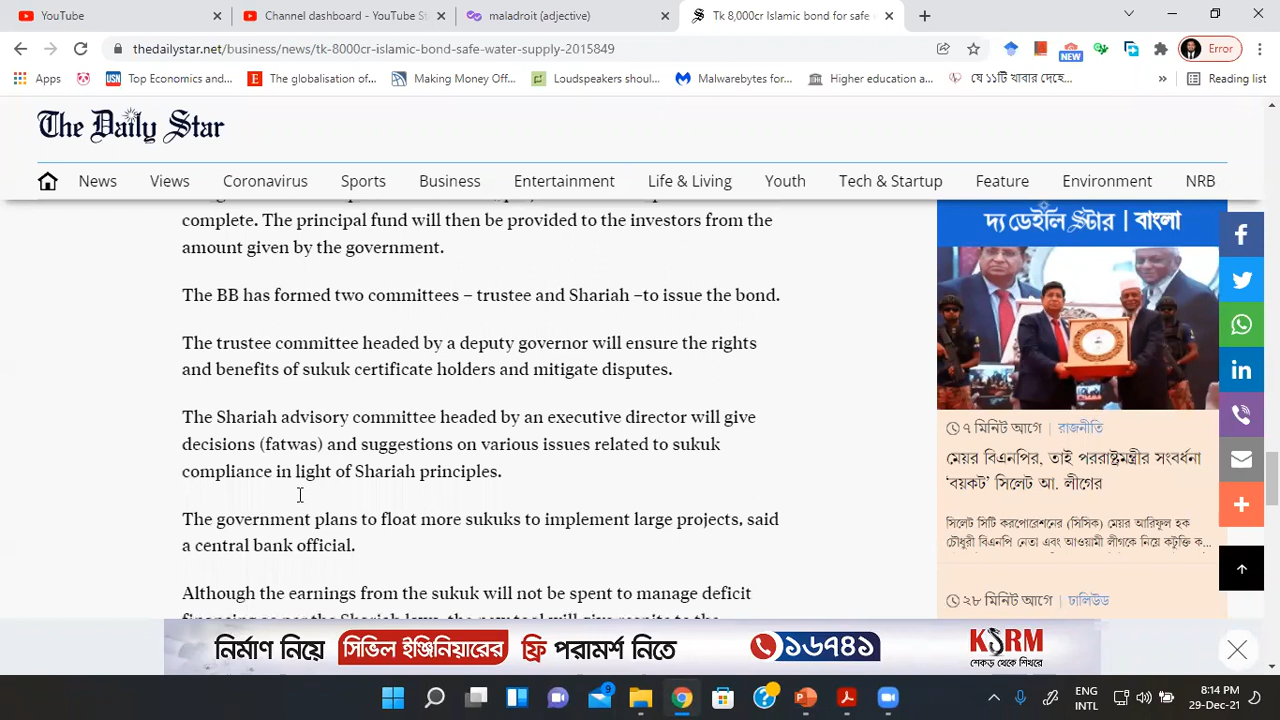 YouTube
Channel dashboard - YouTube St
maladroit (adjective)
Tk 8,000cr Islamic bond for safe
thedailystar.net/business/news/tk-8000cr-islamic-bond-safe-water-supply-2015849
NEW
Error
Apps
USN Top Economics and...
E The globalisation of...
Making Money Off...
Loudspeakers shoul...
Malwarebytes for...
Higher education a...
যে ১১টি খাবার দেহে...
»
Reading list
The Daily Star
News Views Coronavirus Sports Business Entertainment Life & Living Youth Tech & Startup Feature Environment NRB
complete. The principal fund will then be provided to the investors from the
amount given by the government.
The BB has formed two committees – trustee and Shariah –to issue the bond.
The trustee committee headed by a deputy governor will ensure the rights
and benefits of sukuk certificate holders and mitigate disputes.
The Shariah advisory committee headed by an executive director will give
decisions (fatwas) and suggestions on various issues related to sukuk
compliance in light of Shariah principles.
The government plans to float more sukuks to implement large projects, said
a central bank official.
Although the earnings from the sukuk will not be spent to manage deficit
দ্য ডেইলি স্টার | বাংলা
৭ মিনিট আগে | রাজনীতি
মেয়র বিএনপির, তাই পররাষ্ট্রমন্ত্রীর সংবর্ধনা
‘বয়কট’ সিলেট আ. লীগের
সিলেট সিটি করপোরেশনের (সিসিক) মেয়র আরিফুল হক
চৌধুরী বিএনপি নেতা এবং আওয়ামী লীগকে নিয়ে কটূক্তি ক...
২৮ মিনিট আগে | ঢালিউড
নির্মাণ নিয়ে সিভিল ইঞ্জিনিয়ারের ফ্রি পরামর্শ নিতে
১৬৭৪১
KSRM
শেকড় থেকে শিখরে
9
ENG
INTL
8:14 PM
29-Dec-21